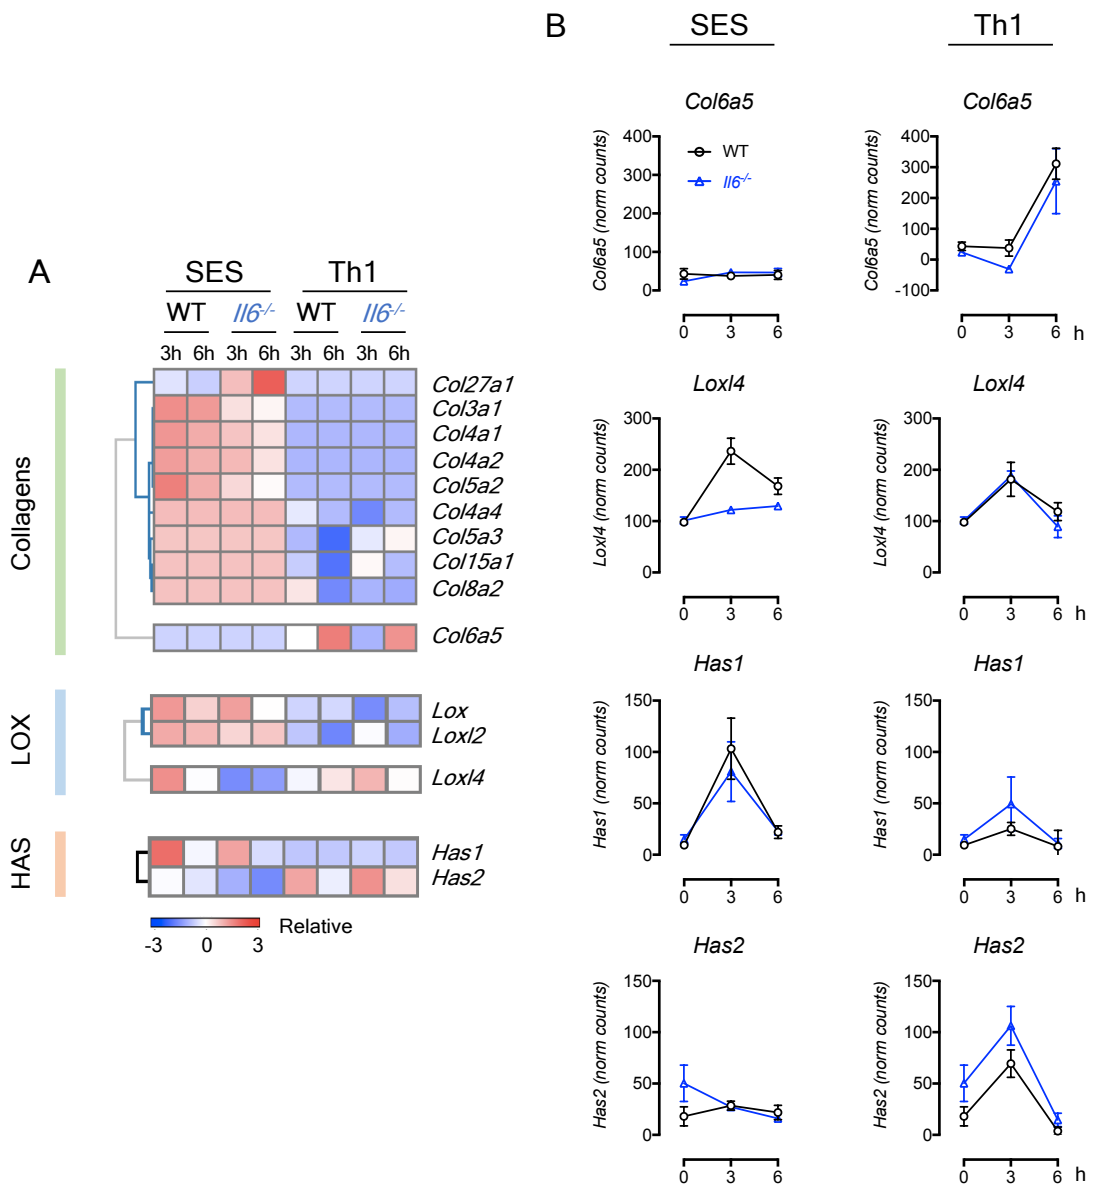 A
SES Th1
WT Il6-/- WT Il6-/-
3h 6h 3h 6h 3h 6h 3h 6h
Collagens
Col27a1
Col3a1
Col4a1
Col4a2
Col5a2
Col4a4
Col5a3
Col15a1
Col8a2
Col6a5
LOX
Lox
Loxl2
Loxl4
HAS
Has1
Has2
-3 0 3 Relative
B
SES Th1
Col6a5
Col6a5 (norm counts)
400
300
200
100
0
WT
Il6-/-
0 3 6
Col6a5
Col6a5 (norm counts)
400
300
200
100
0
-100
0 3 6 h
Loxl4
Loxl4 (norm counts)
300
200
100
0
0 3 6
Loxl4
Loxl4 (norm counts)
300
200
100
0
0 3 6 h
Has1
Has1 (norm counts)
150
100
50
0
0 3 6
Has1
Has1 (norm counts)
150
100
50
0
0 3 6 h
Has2
Has2 (norm counts)
150
100
50
0
0 3 6
Has2
Has2 (norm counts)
150
100
50
0
0 3 6 h